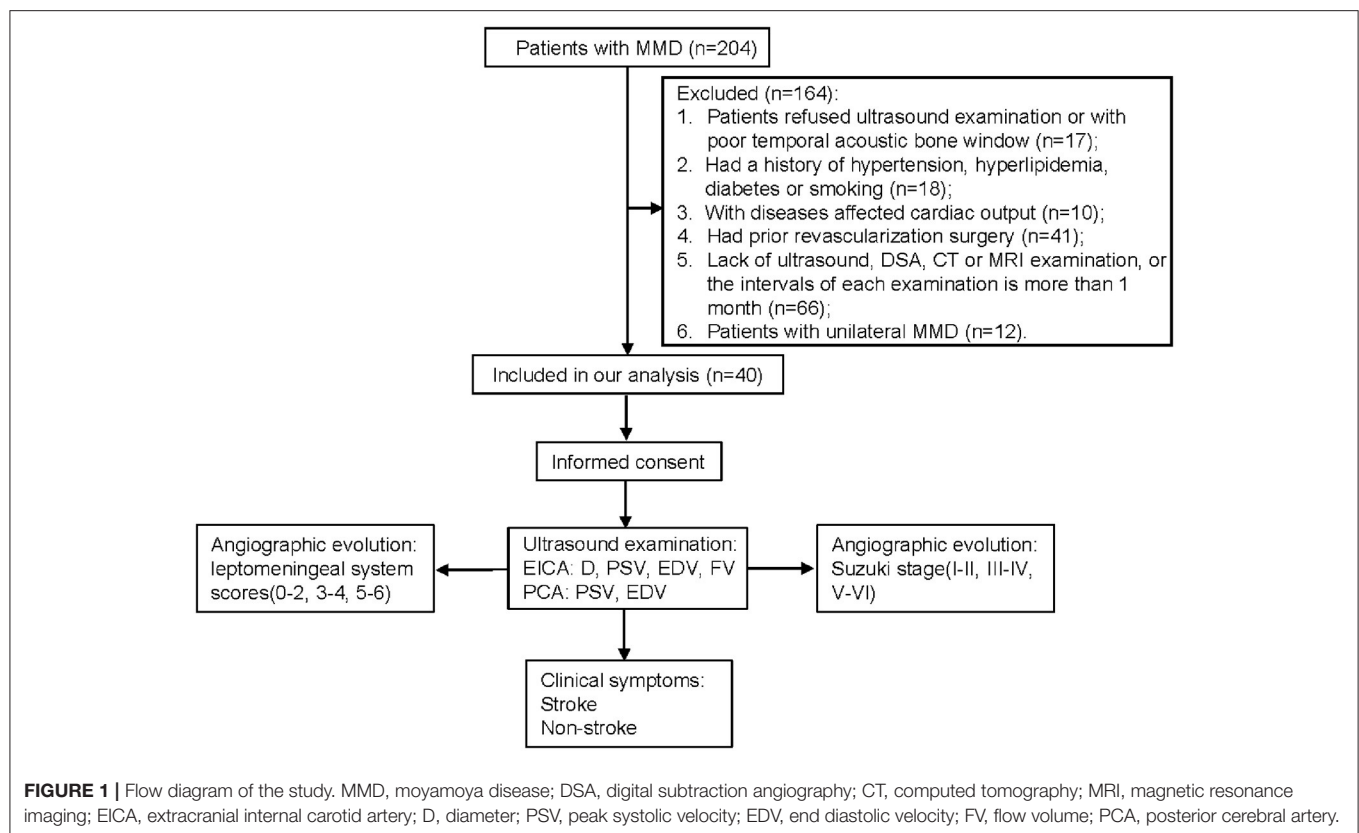 Patients with MMD (n=204)
Excluded (n=164):
1. Patients refused ultrasound examination or with
poor temporal acoustic bone window (n=17);
2. Had a history of hypertension, hyperlipidemia,
diabetes or smoking (n=18);
3. With diseases affected cardiac output (n=10);
4. Had prior revascularization surgery (n=41);
5. Lack of ultrasound, DSA, CT or MRI examination, or
the intervals of each examination is more than 1
month (n=66);
6. Patients with unilateral MMD (n=12).
Included in our analysis (n=40)
Informed consent
Angiographic evolution:
leptomeningeal system
scores(0-2, 3-4, 5-6)
Ultrasound examination:
EICA: D, PSV, EDV, FV
PCA: PSV, EDV
Angiographic evolution:
Suzuki stage(I-II, III-IV,
V-VI)
Clinical symptoms:
Stroke
Non-stroke
FIGURE 1 | Flow diagram of the study. MMD, moyamoya disease; DSA, digital subtraction angiography; CT, computed tomography; MRI, magnetic resonance
imaging; EICA, extracranial internal carotid artery; D, diameter; PSV, peak systolic velocity; EDV, end diastolic velocity; FV, flow volume; PCA, posterior cerebral artery.